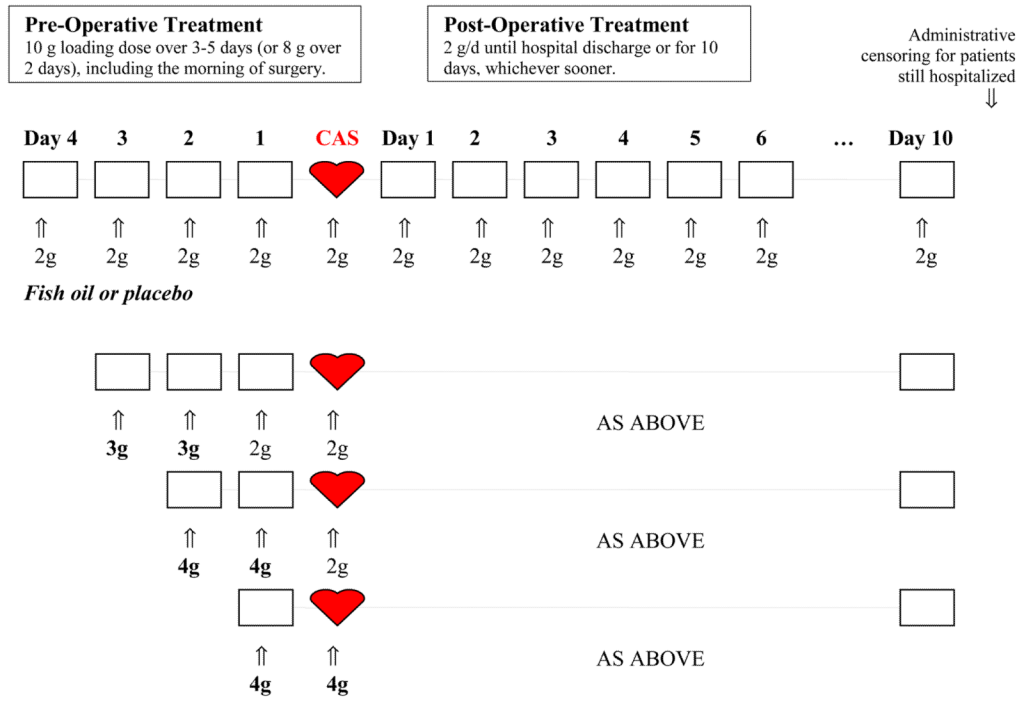 Pre-Operative Treatment
10 g loading dose over 3-5 days (or 8 g over
2 days), including the morning of surgery.
Post-Operative Treatment
2 g/d until hospital discharge or for 10
days, whichever sooner.
Administrative
censoring for patients
still hospitalized
⇓
Day 4 3 2 1 CAS Day 1 2 3 4 5 6 ... Day 10
⇑ ⇑ ⇑ ⇑ ⇑ ⇑ ⇑ ⇑ ⇑ ⇑ ⇑ ⇑
2g 2g 2g 2g 2g 2g 2g 2g 2g 2g 2g 2g
Fish oil or placebo
⇑ ⇑ ⇑ ⇑ AS ABOVE
3g 3g 2g 2g
⇑ ⇑ ⇑ AS ABOVE
4g 4g 2g
⇑ ⇑ AS ABOVE
4g 4g